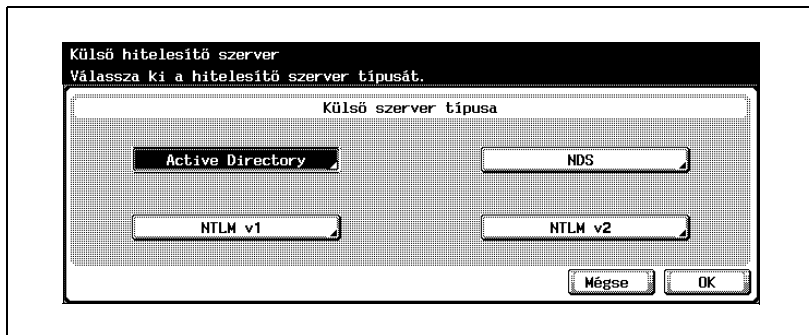 Külső hitelesítő szerver
Válassza ki a hitelesítő szerver típusát.
Külső szerver típusa
Active Directory
NDS
NTLM v1
NTLM v2
Mégse
OK